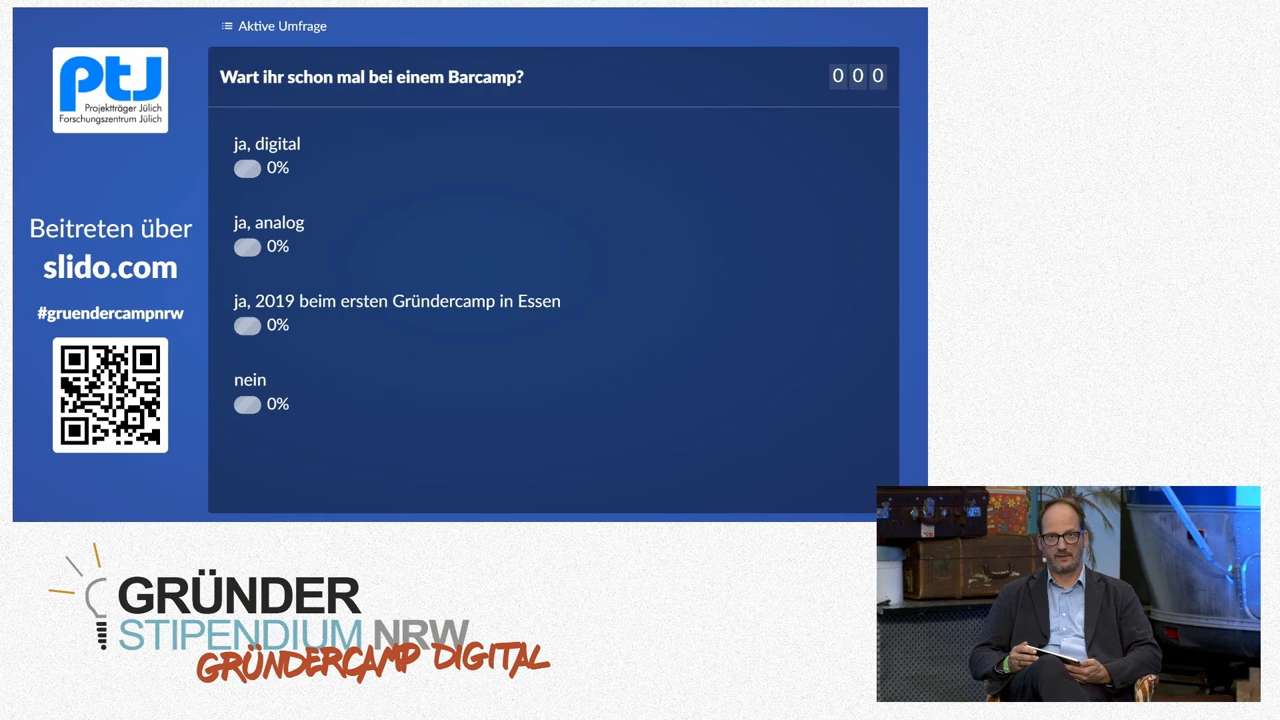 Aktive Umfrage
ptJ
Projektträger Jülich
Forschungszentrum Jülich
Wart ihr schon mal bei einem Barcamp?
0 0 0
ja, digital
0%
ja, analog
0%
ja, 2019 beim ersten Gründercamp in Essen
0%
nein
0%
Beitreten über
slido.com
#gruendercampnrw
GRÜNDER
STIPENDIUM NRW
GRÜNDERCAMP DIGITAL